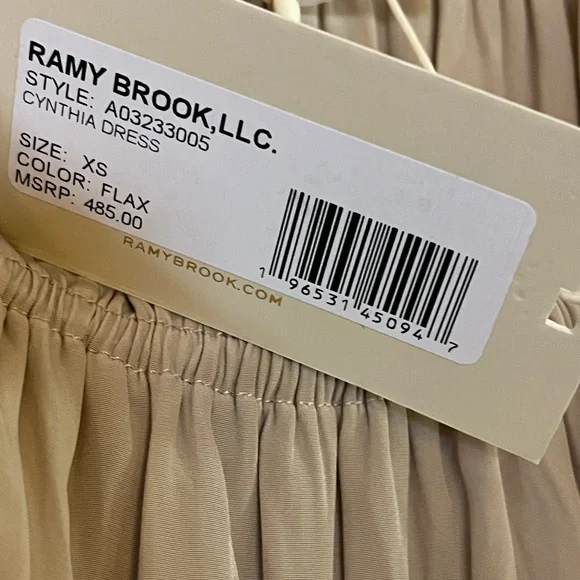 RAMY BROOK,LLC.
STYLE: A03233005
CYNTHIA DRESS
SIZE: XS
COLOR: FLAX
MSRP: 485.00
1 96531 45094 7
RAMYBROOK.COM